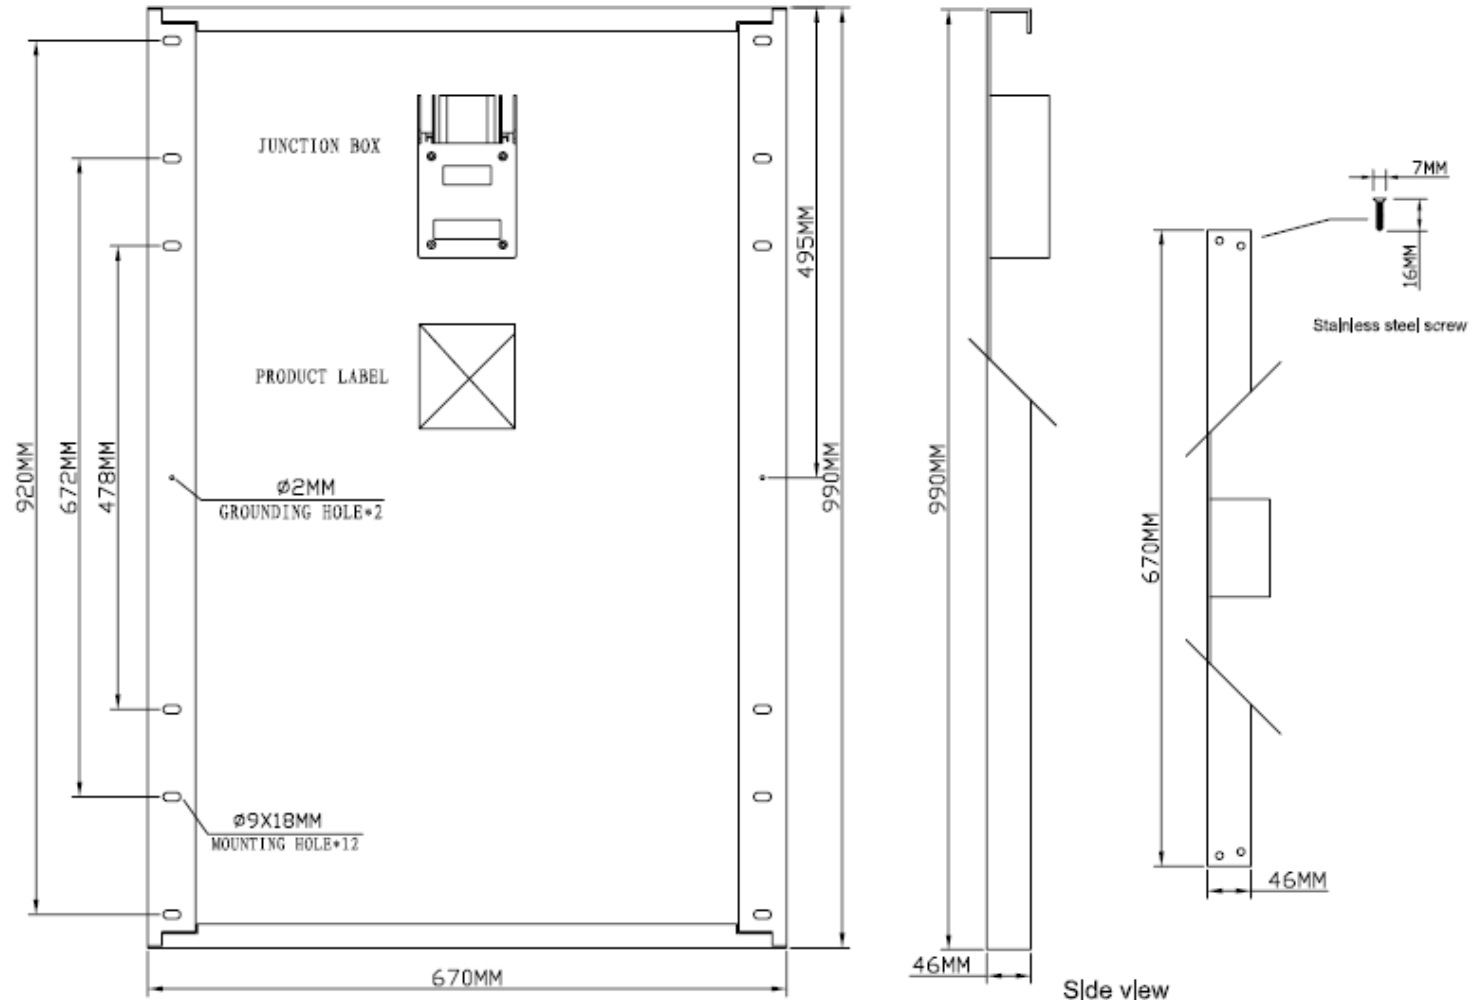 JUNCTION BOX
PRODUCT LABEL
920MM
672MM
478MM
Ø2MM
GROUNDING HOLE*2
Ø9X18MM
MOUNTING HOLE*12
670MM
495MM
990MM
990MM
46MM
Side view
670MM
46MM
7MM
16MM
Stainless steel screw